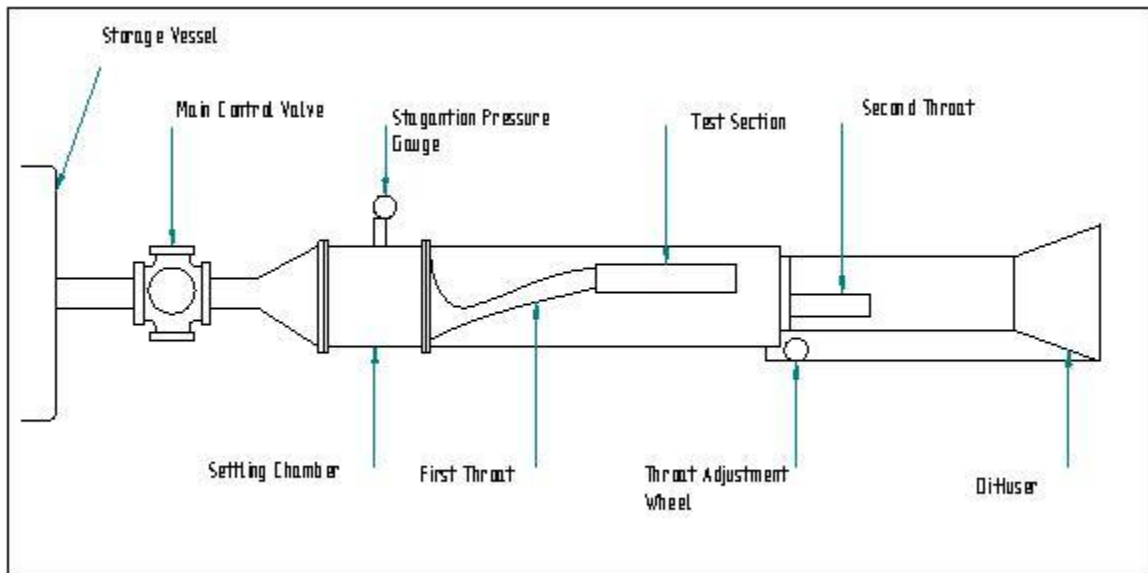 Storage Vessel
Main Control Valve
Stagantion Pressure
Gauge
Test Section
Second Throat
Settling Chamber
First Throat
Throat Adjustment
Wheel
Diffuser